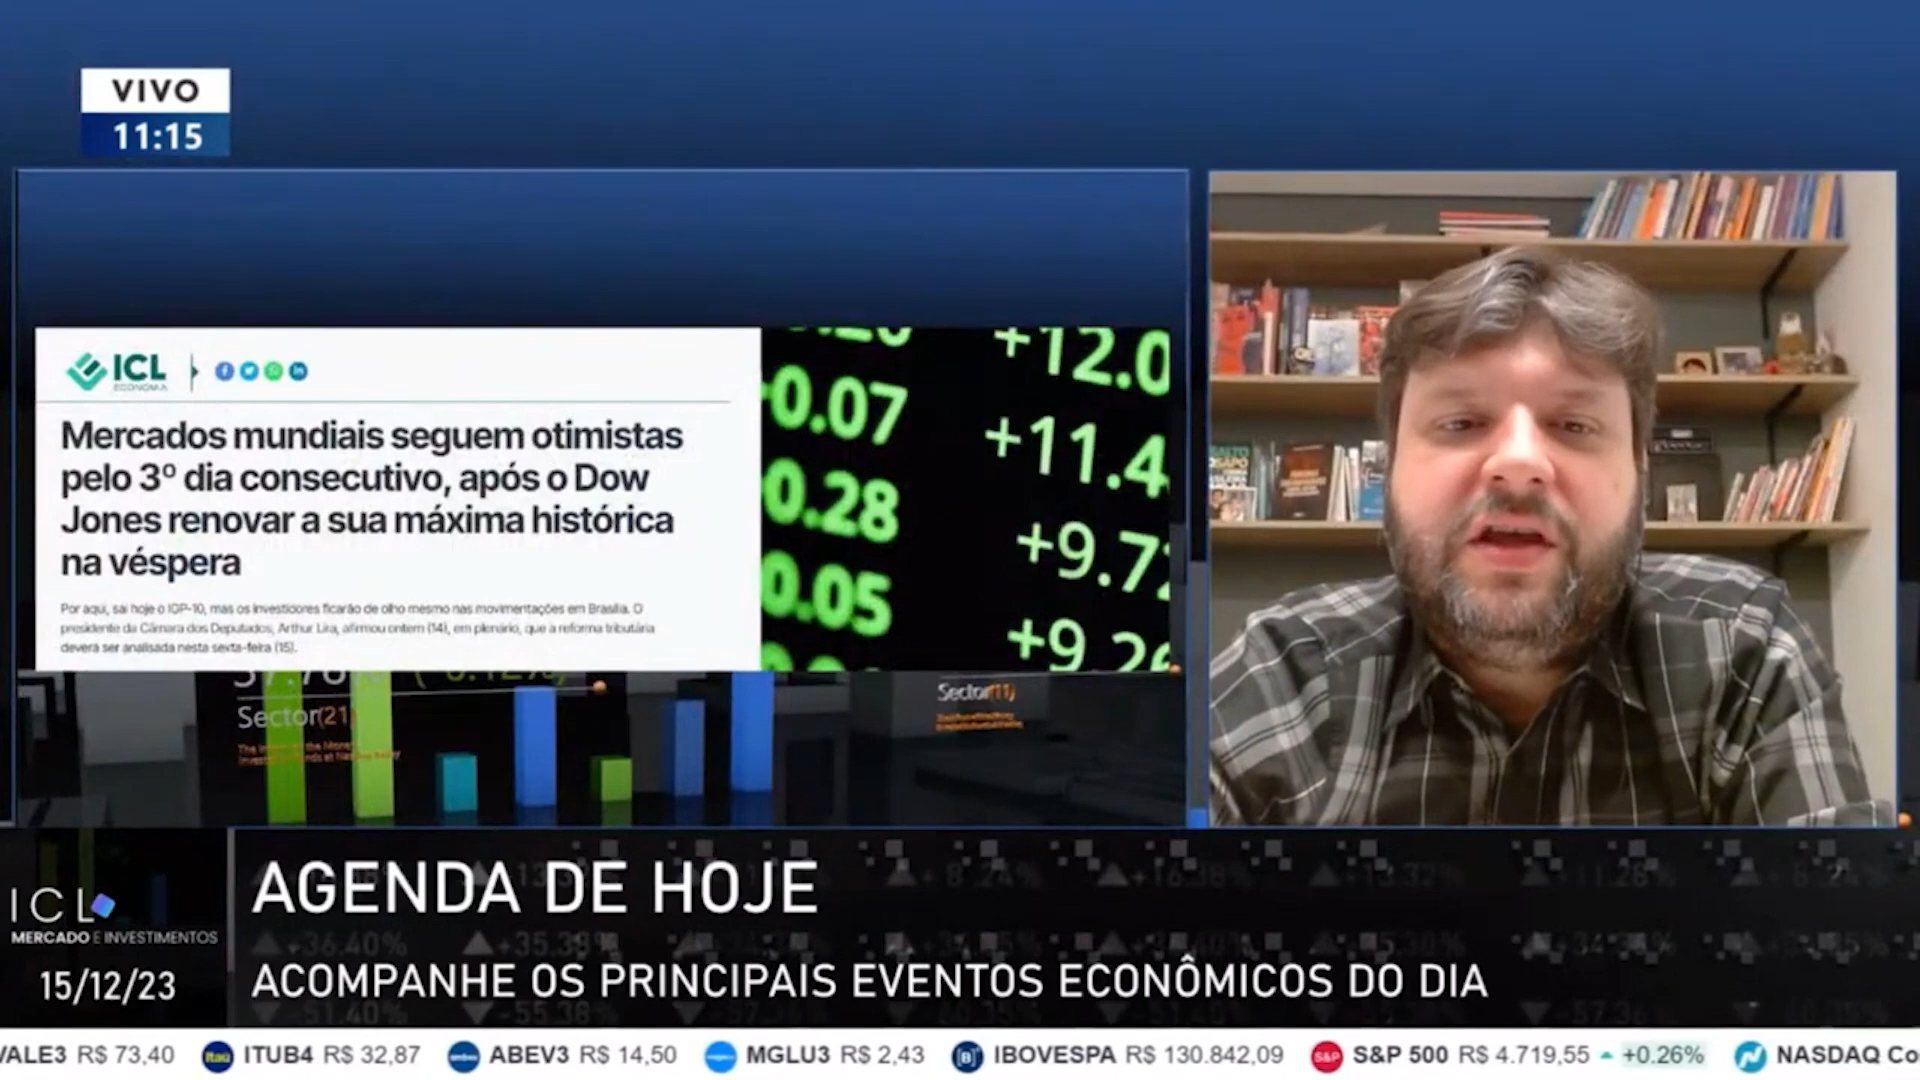 VIVO
11:15
ICL
ECONOMIA
Mercados mundiais seguem otimistas
pelo 3º dia consecutivo, após o Dow
Jones renovar a sua máxima histórica
na véspera
Por aqui, sai hoje o IGP-10, mas os investidores ficarão de olho mesmo nas movimentações em Brasília. O
presidente da Câmara dos Deputados, Arthur Lira, afirmou ontem (14), em plenário, que a reforma tributária
deverá ser analisada nesta sexta-feira (15).
+12.0
0.07
+11.4
0.28
+9.7
0.05
+9.26
Sector(21)
Sector(11)
AGENDA DE HOJE
ACOMPANHE OS PRINCIPAIS EVENTOS ECONÔMICOS DO DIA
ICL
MERCADO E INVESTIMENTOS
15/12/23
VALE3 R$ 73,40 Itaú ITUB4 R$ 32,87 ABEV3 R$ 14,50 MGLU3 R$ 2,43 [B] IBOVESPA R$ 130.842,09 S&P S&P 500 R$ 4.719,55 +0.26% NASDAQ Co